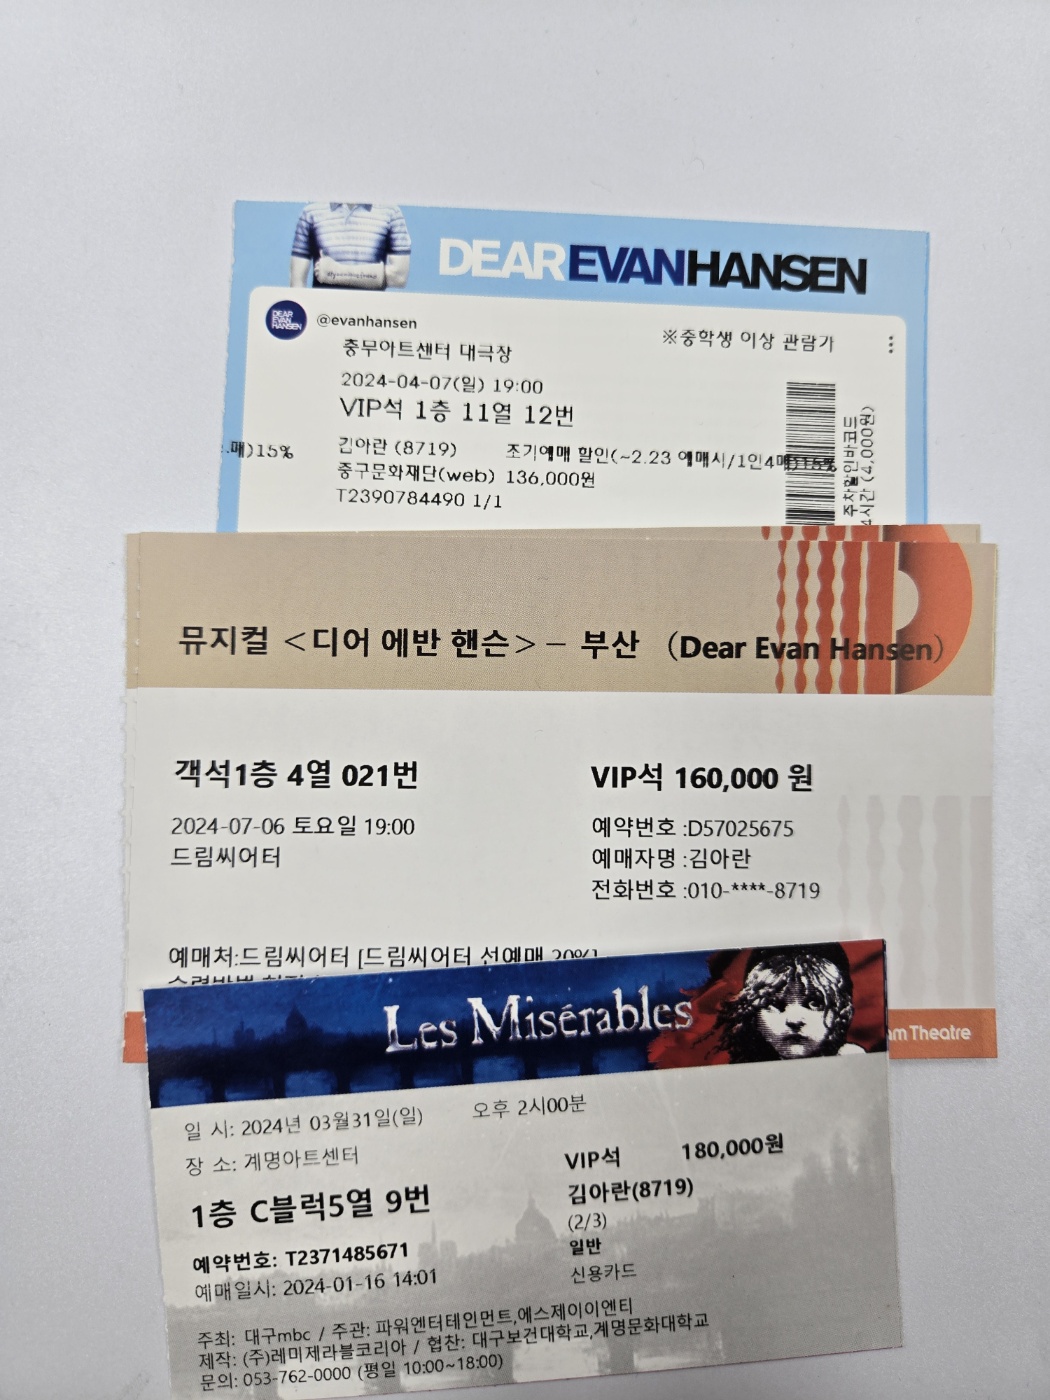 DEAR EVAN HANSEN
DEAR
EVAN
HANSEN
@evanhansen
※중학생 이상 관람가
충무아트센터 대극장
2024-04-07(일) 19:00
VIP석 1층 11열 12번
매)15%
김아란 (8719) 조기예매 할인(~2.23 예매시/1인4매)15%
중구문화재단(web) 136,000원
T2390784490 1/1
주차할인바코드
4시간 (4,000원)
뮤지컬 <디어 에반 핸슨> - 부산 (Dear Evan Hansen)
객석1층 4열 021번
VIP석 160,000 원
2024-07-06 토요일 19:00
드림씨어터
예약번호 :D57025675
예매자명 :김아란
전화번호 :010-****-8719
예매처:드림씨어터 [드림씨어터 선예매 20%]
am Theatre
Les Misérables
일 시: 2024년 03월31일(일) 오후 2시00분
장 소: 계명아트센터
VIP석 180,000원
1층 C블럭5열 9번
김아란(8719)
(2/3)
예약번호: T2371485671
일반
예매일시: 2024-01-16 14:01
신용카드
주최: 대구mbc / 주관: 파워엔터테인먼트,에스제이이엔티
제작: (주)레미제라블코리아 / 협찬: 대구보건대학교,계명문화대학교
문의: 053-762-0000 (평일 10:00~18:00)